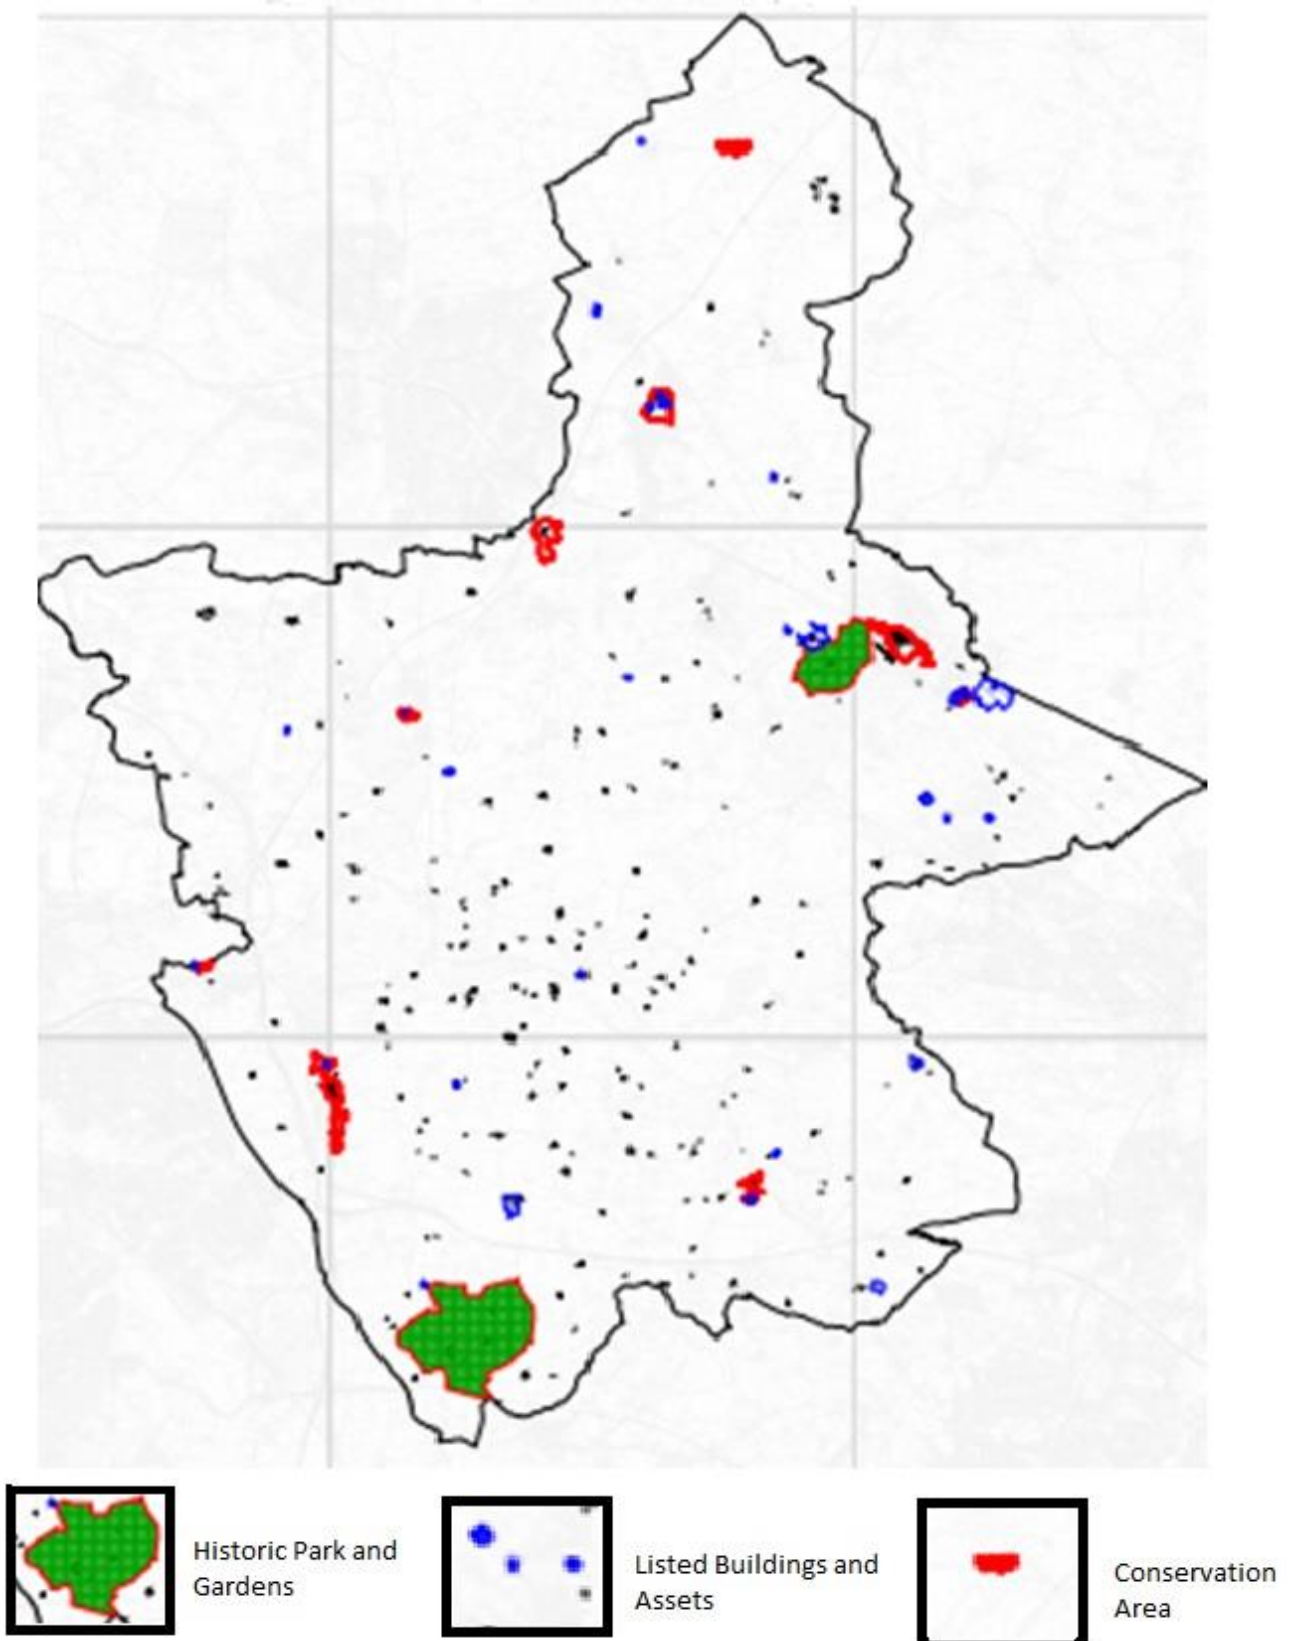 Historic Park and
Gardens
Listed Buildings and
Assets
Conservation
Area